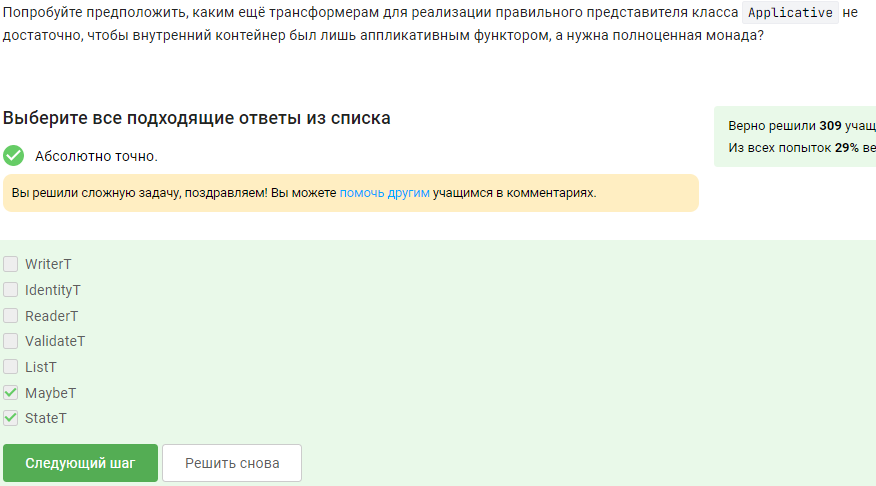 Попробуйте предположить, каким ещё трансформерам для реализации правильного представителя класса Applicative не
достаточно, чтобы внутренний контейнер был лишь аппликативным функтором, а нужна полноценная монада?
Выберите все подходящие ответы из списка
Верно решили 309 учащ
Из всех попыток 29% ве
Абсолютно точно.
Вы решили сложную задачу, поздравляем! Вы можете помочь другим учащимся в комментариях.
WriterT
IdentityT
ReaderT
ValidateT
ListT
MaybeT
StateT
Следующий шаг
Решить снова